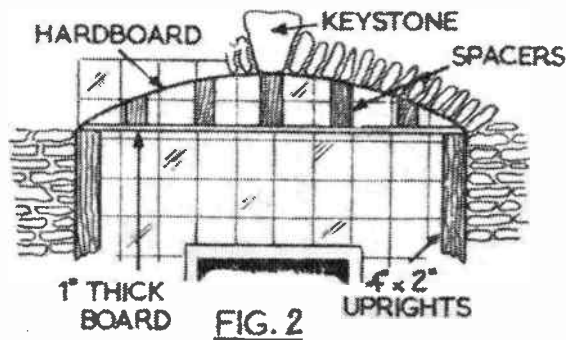 KEYSTONE
HARDBOARD
SPACERS
1" THICK
BOARD
4" x 2"
UPRIGHTS
FIG. 2